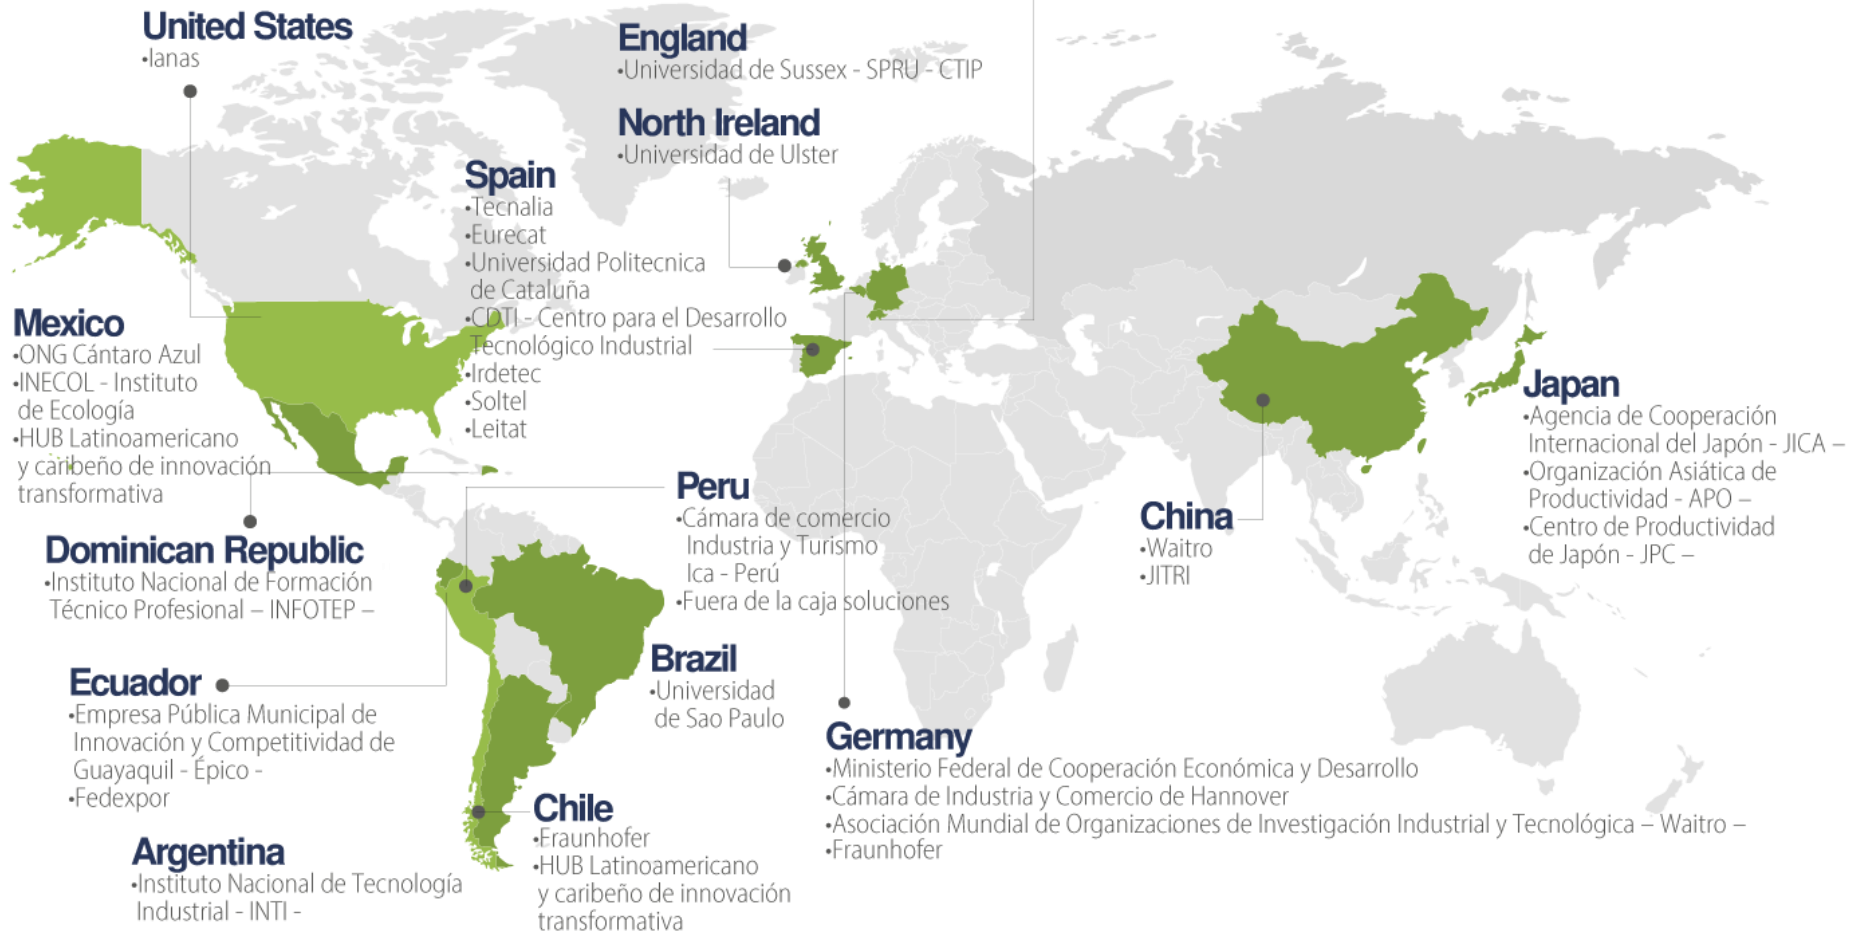 United States
•Ianas
England
•Universidad de Sussex - SPRU - CTIP
North Ireland
•Universidad de Ulster
Spain
•Tecnalia
•Eurecat
•Universidad Politecnica
de Cataluña
•CDTI - Centro para el Desarrollo
Tecnológico Industrial
•Irdetec
•Soltel
•Leitat
Mexico
•ONG Cántaro Azul
•INECOL - Instituto
de Ecología
•HUB Latinoamericano
y caribeño de innovación
transformativa
Dominican Republic
•Instituto Nacional de Formación
Técnico Profesional – INFOTEP –
Peru
•Cámara de comercio
Industria y Turismo
Ica - Perú
•Fuera de la caja soluciones
China
•Waitro
•JITRI
Japan
•Agencia de Cooperación
Internacional del Japón - JICA –
•Organización Asiática de
Productividad - APO –
•Centro de Productividad
de Japón - JPC –
Ecuador
•Empresa Pública Municipal de
Innovación y Competitividad de
Guayaquil - Épico -
•Fedexpor
Brazil
•Universidad
de Sao Paulo
Germany
•Ministerio Federal de Cooperación Económica y Desarrollo
•Cámara de Industria y Comercio de Hannover
•Asociación Mundial de Organizaciones de Investigación Industrial y Tecnológica – Waitro –
•Fraunhofer
Argentina
•Instituto Nacional de Tecnología
Industrial - INTI -
Chile
•Fraunhofer
•HUB Latinoamericano
y caribeño de innovación
transformativa